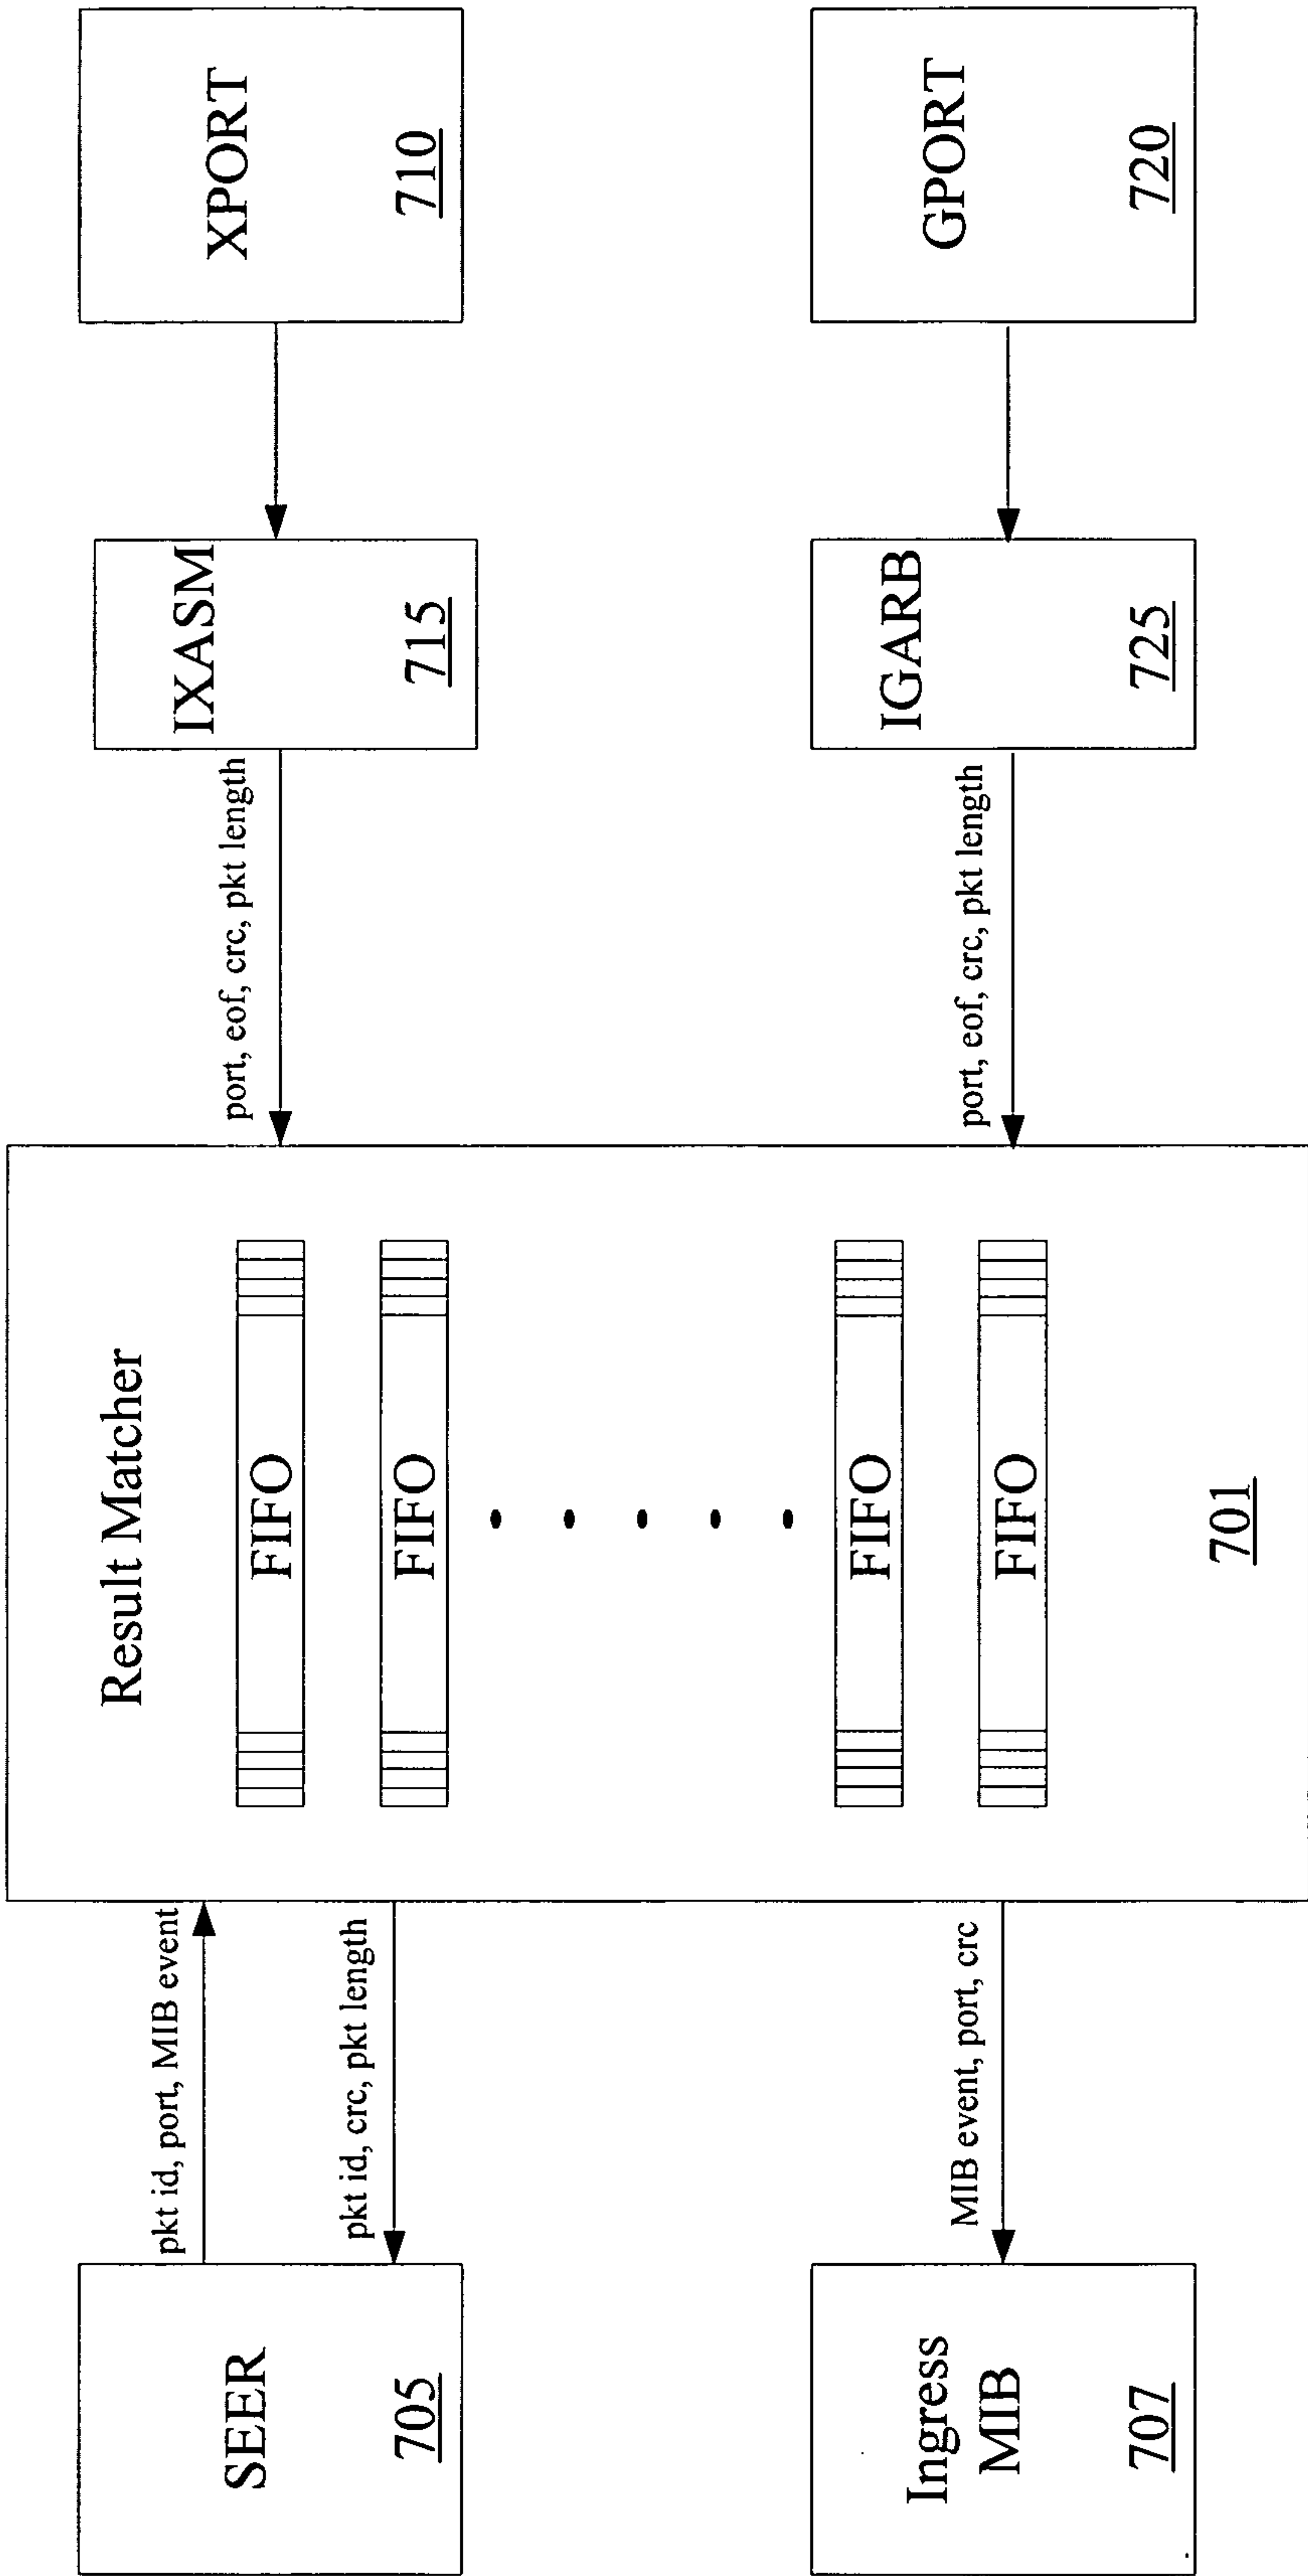 SEER
705
Ingress
MIB
707
pkt id, port, MIB event
pkt id, crc, pkt length
MIB event, port, crc
Result Matcher
FIFO
FIFO
FIFO
FIFO
701
port, eof, crc, pkt length
port, eof, crc, pkt length
IXASM
715
IGARB
725
XPORT
710
GPORT
720